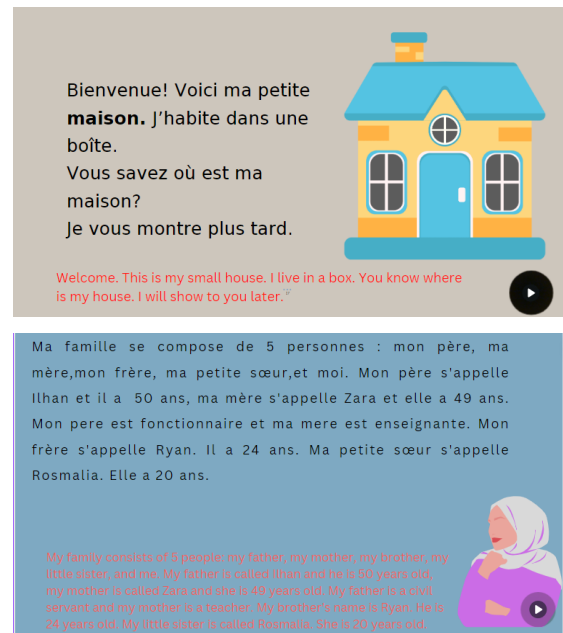 Bienvenue! Voici ma petite
maison. J’habite dans une
boîte.
Vous savez où est ma
maison?
Je vous montre plus tard.
Welcome. This is my small house. I live in a box. You know where
is my house. I will show to you later.
Ma famille se compose de 5 personnes : mon père, ma
mère,mon frère, ma petite sœur,et moi. Mon père s'appelle
Ilhan et il a 50 ans, ma mère s'appelle Zara et elle a 49 ans.
Mon pere est fonctionnaire et ma mere est enseignante. Mon
frère s'appelle Ryan. Il a 24 ans. Ma petite sœur s'appelle
Rosmalia. Elle a 20 ans.
My family consists of 5 people: my father, my mother, my brother, my
little sister, and me. My father is called Ilhan and he is 50 years old,
my mother is called Zara and she is 49 years old. My father is a civil
servant and my mother is a teacher. My brother's name is Ryan. He is
24 years old. My little sister is called Rosmalia. She is 20 years old.